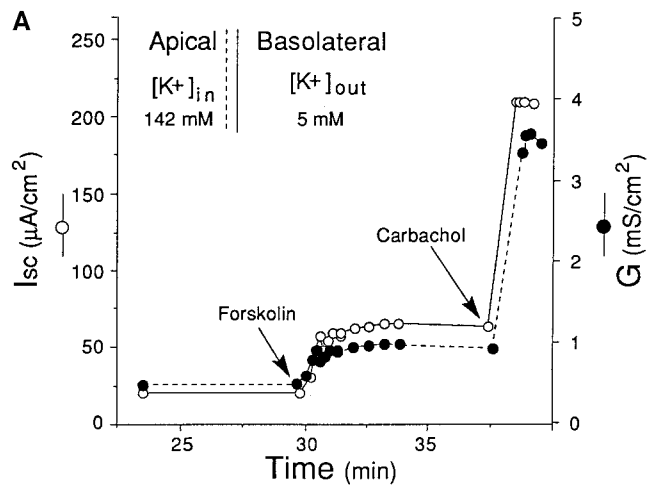 A
Apical Basolateral
[K+]in [K+]out
142 mM 5 mM
250
200
150
100
50
0
Isc (µA/cm2)
5
4
3
2
1
0
G (mS/cm2)
Forskolin
Carbachol
25 30 35
Time (min)